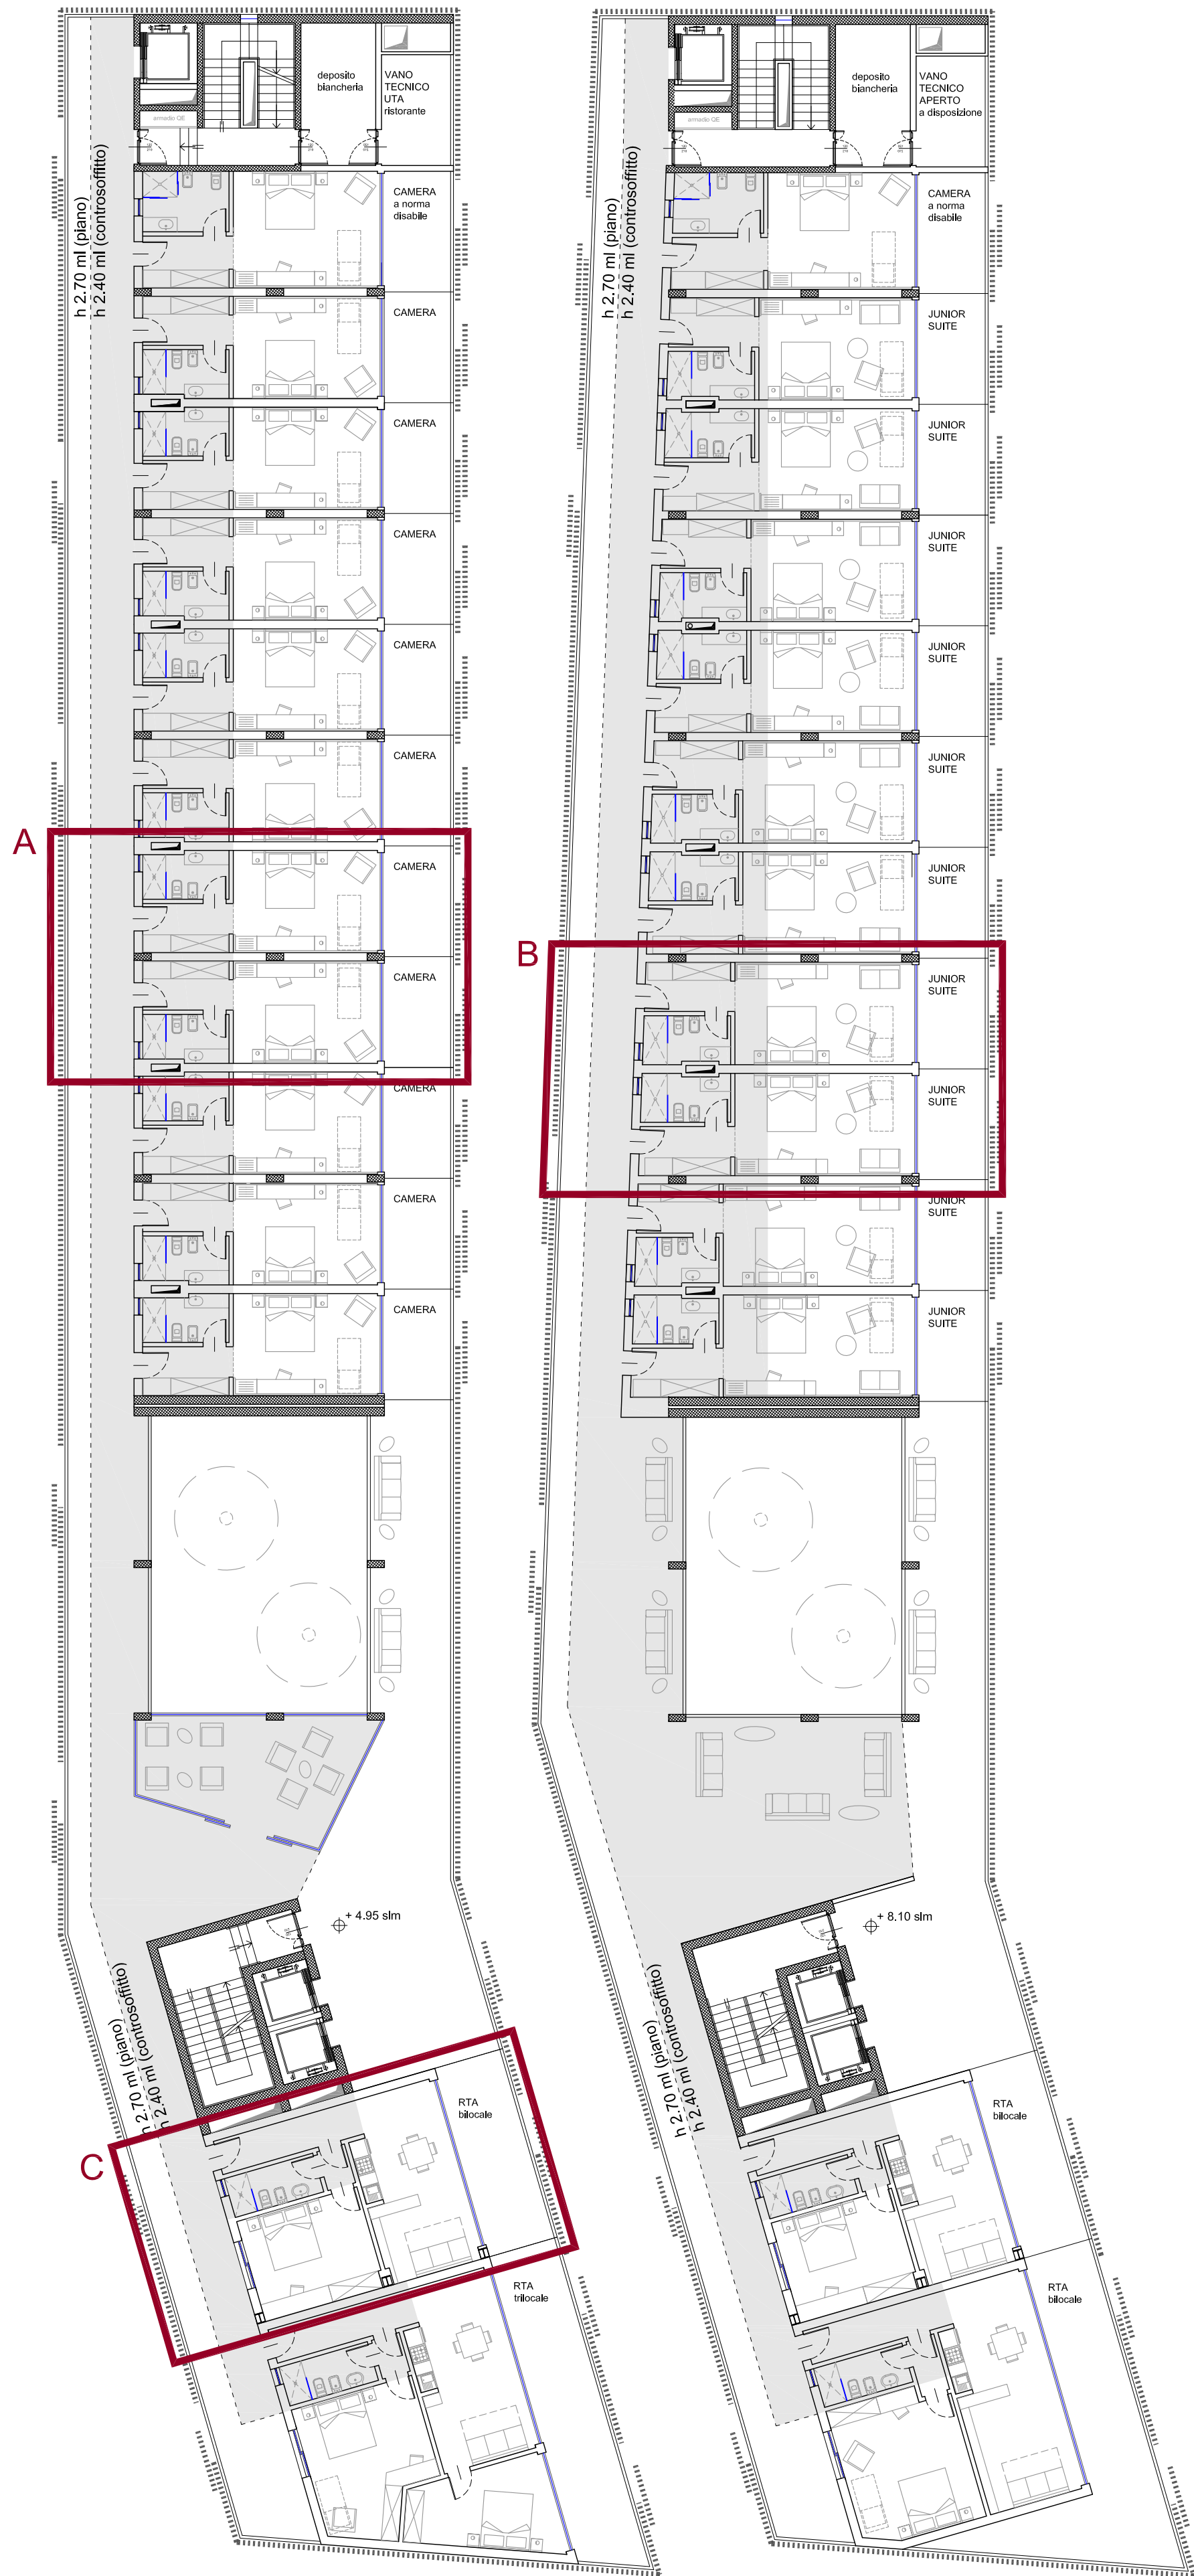 deposito
biancheria
VANO
TECNICO
UTA
ristorante
armadio QE
h 2.70 ml (piano)
h 2.40 ml (controsoffitto)
CAMERA
a norma
disabile
CAMERA
CAMERA
CAMERA
CAMERA
CAMERA
A
CAMERA
CAMERA
CAMERA
CAMERA
CAMERA
+ 4.95 slm
h 2.70 ml (piano)
h 2.40 ml (controsoffitto)
C
RTA
bilocale
RTA
trilocale
deposito
biancheria
VANO
TECNICO
APERTO
a disposizione
armadio QE
h 2.70 ml (piano)
h 2.40 ml (controsoffitto)
CAMERA
a norma
disabile
JUNIOR
SUITE
JUNIOR
SUITE
JUNIOR
SUITE
JUNIOR
SUITE
JUNIOR
SUITE
JUNIOR
SUITE
B
JUNIOR
SUITE
JUNIOR
SUITE
JUNIOR
SUITE
JUNIOR
SUITE
+ 8.10 slm
h 2.70 ml (piano)
h 2.40 ml (controsoffitto)
RTA
bilocale
RTA
bilocale